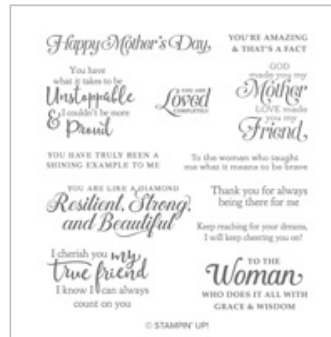 Happy Mother's Day,
YOU'RE AMAZING
& THAT'S A FACT
You have
what it takes to be
Unstoppable
& I couldn't be more
Proud
YOU ARE
Loved
COMPLETELY
GOD
made you my
Mother
LOVE made
you my
Friend,
YOU HAVE TRULY BEEN A
SHINING EXAMPLE TO ME
To the woman who taught
me what it means to be brave
YOU ARE LIKE A DIAMOND
Resilient, Strong,
and Beautiful
Thank you for always
being there for me
Keep reaching for your dreams,
I will keep cheering you on!
I cherish you my
true friend
I know I can always
count on you
TO THE
Woman
WHO DOES IT ALL WITH
GRACE & WISDOM
© STAMPIN' UP!